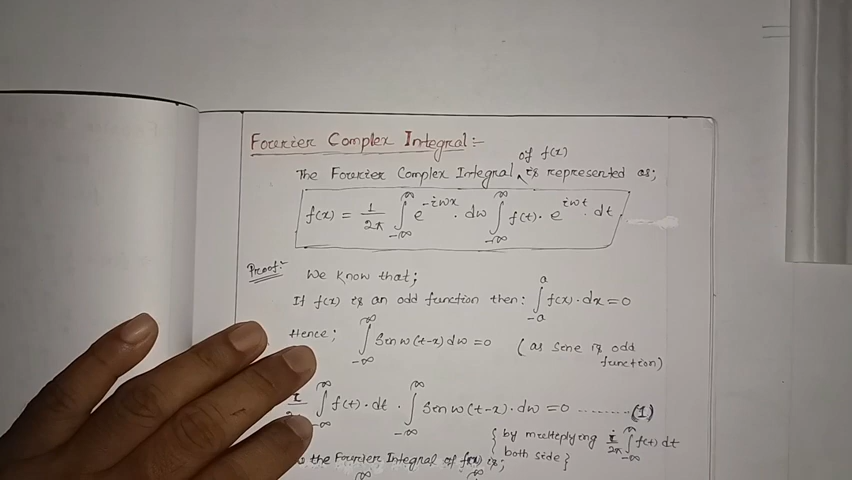 Fourier Complex Integral:-
The Fourier Complex Integral of f(x) is represented as;
f(x) = 1/2π ∫_{-∞}^{∞} e^{-iωx}. dω ∫_{-∞}^{∞} f(t). e^{iωt}. dt
Proof:- We know that;
If f(x) is an odd function then: ∫_{-a}^{a} f(x). dx = 0
Hence; ∫_{-∞}^{∞} Sin ω(t-x) dω = 0 (as sine is odd
function)
∫_{-∞}^{∞} f(t). dt . ∫_{-∞}^{∞} Sin ω(t-x). dω = 0 ......... (1)
{by multiplying i/2π ∫_{-∞}^{∞} f(t) dt
both side}
the Fourier Integral of f(x) is;